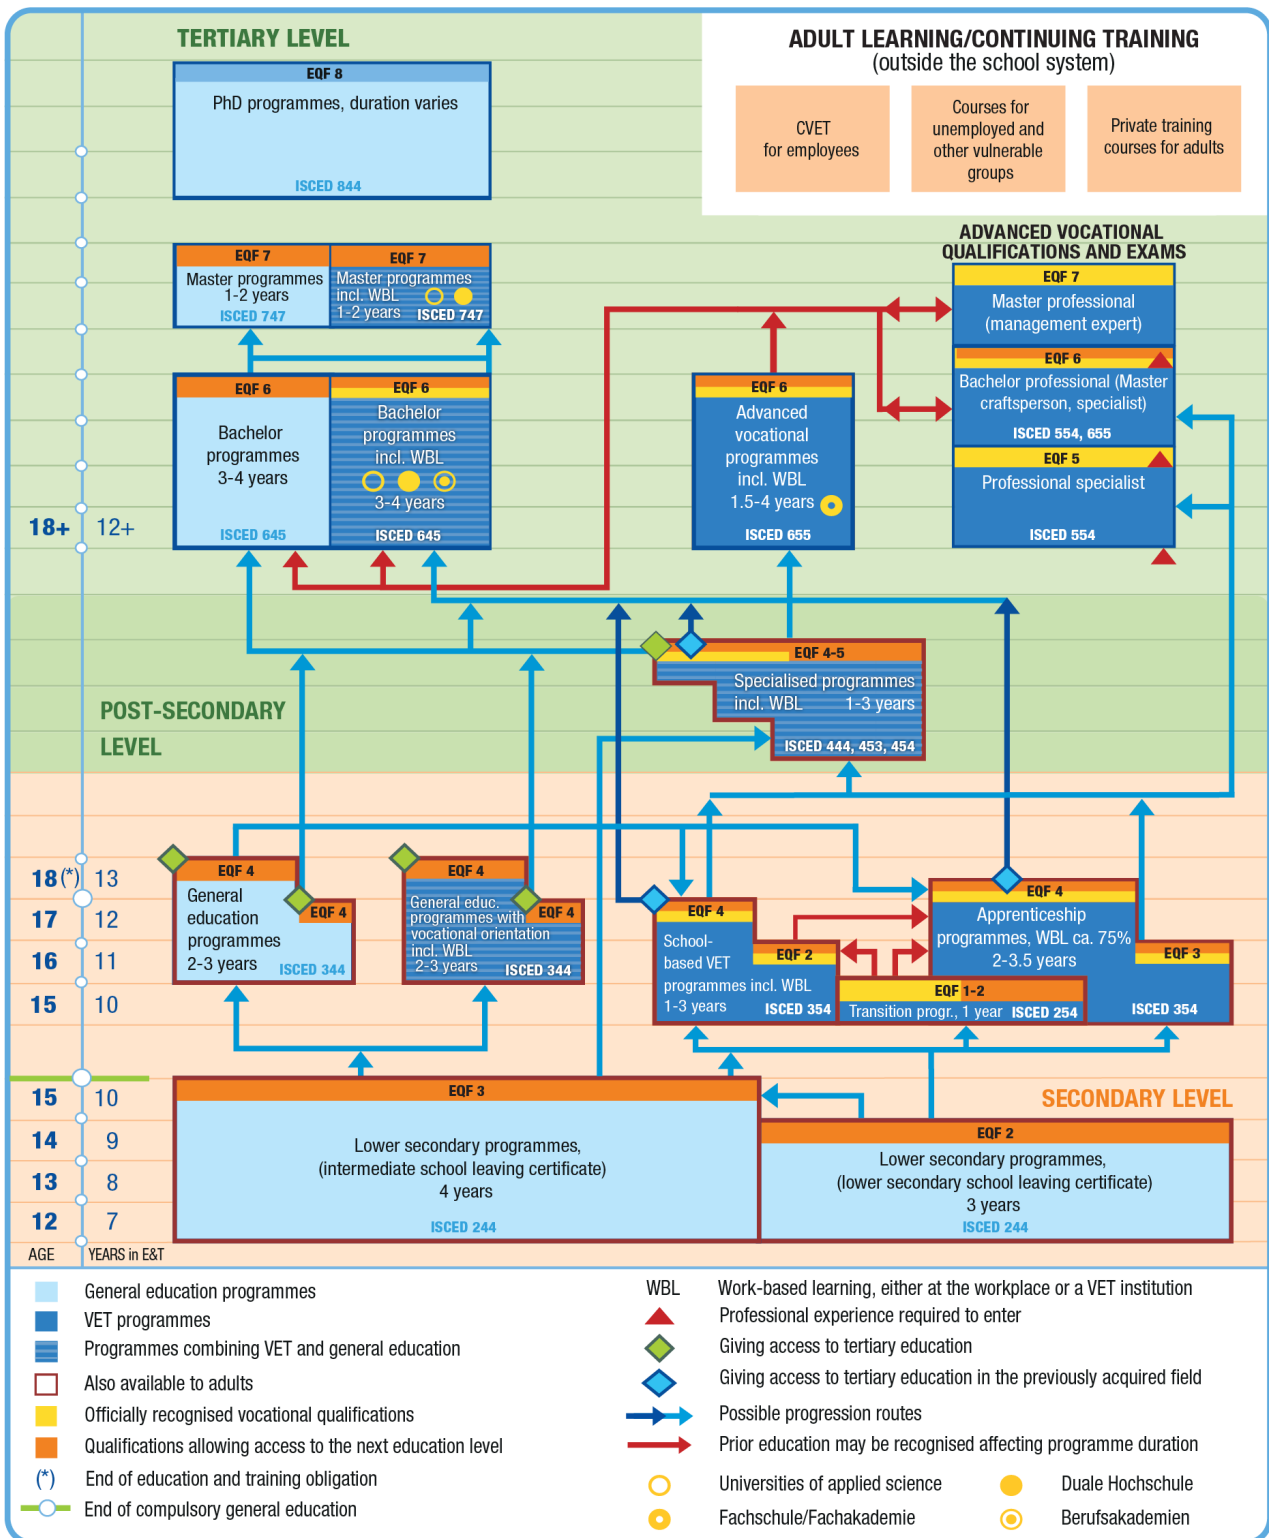 TERTIARY LEVEL
EQF 8
PhD programmes, duration varies
ISCED 844
ADULT LEARNING/CONTINUING TRAINING
(outside the school system)
CVET
for employees
Courses for
unemployed and
other vulnerable
groups
Private training
courses for adults
EQF 7
Master programmes
1-2 years
ISCED 747
EQF 7
Master programmes
incl. WBL
1-2 years
ISCED 747
ADVANCED VOCATIONAL
QUALIFICATIONS AND EXAMS
EQF 7
Master professional
(management expert)
EQF 6
Bachelor professional (Master
craftsperson, specialist)
ISCED 554, 655
EQF 5
Professional specialist
ISCED 554
EQF 6
Bachelor
programmes
3-4 years
ISCED 645
EQF 6
Bachelor
programmes
incl. WBL
3-4 years
ISCED 645
EQF 6
Advanced
vocational
programmes
incl. WBL
1.5-4 years
ISCED 655
18+ 12+
POST-SECONDARY
LEVEL
EQF 4-5
Specialised programmes
incl. WBL 1-3 years
ISCED 444, 453, 454
18 (*) 13
17 12
16 11
15 10
EQF 4
General
education
programmes
2-3 years
EQF 4
ISCED 344
EQF 4
General educ.
programmes with
vocational orientation
incl. WBL
2-3 years
EQF 4
ISCED 344
EQF 4
School-
based VET
programmes incl. WBL
1-3 years
EQF 2
ISCED 354
EQF 4
Apprenticeship
programmes, WBL ca. 75%
2-3.5 years
EQF 3
ISCED 354
EQF 1-2
Transition progr., 1 year ISCED 254
SECONDARY LEVEL
15 10
14 9
13 8
12 7
AGE YEARS in E&T
EQF 3
Lower secondary programmes,
(intermediate school leaving certificate)
4 years
ISCED 244
EQF 2
Lower secondary programmes,
(lower secondary school leaving certificate)
3 years
ISCED 244
General education programmes
VET programmes
Programmes combining VET and general education
Also available to adults
Officially recognised vocational qualifications
Qualifications allowing access to the next education level
(*) End of education and training obligation
End of compulsory general education
WBL Work-based learning, either at the workplace or a VET institution
Professional experience required to enter
Giving access to tertiary education
Giving access to tertiary education in the previously acquired field
Possible progression routes
Prior education may be recognised affecting programme duration
Universities of applied science
Duale Hochschule
Fachschule/Fachakademie
Berufsakademien